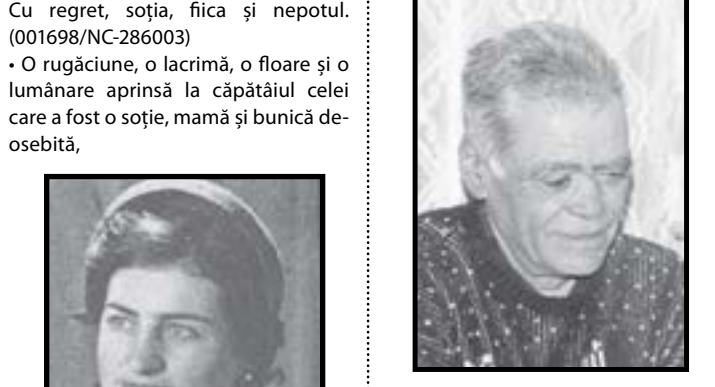 Cu regret, soția, fiica și nepotul.
(001698/NC-286003)
• O rugăciune, o lacrimă, o floare și o
lumânare aprinsă la căpătâiul celei
care a fost o soție, mamă și bunică de-
osebită,